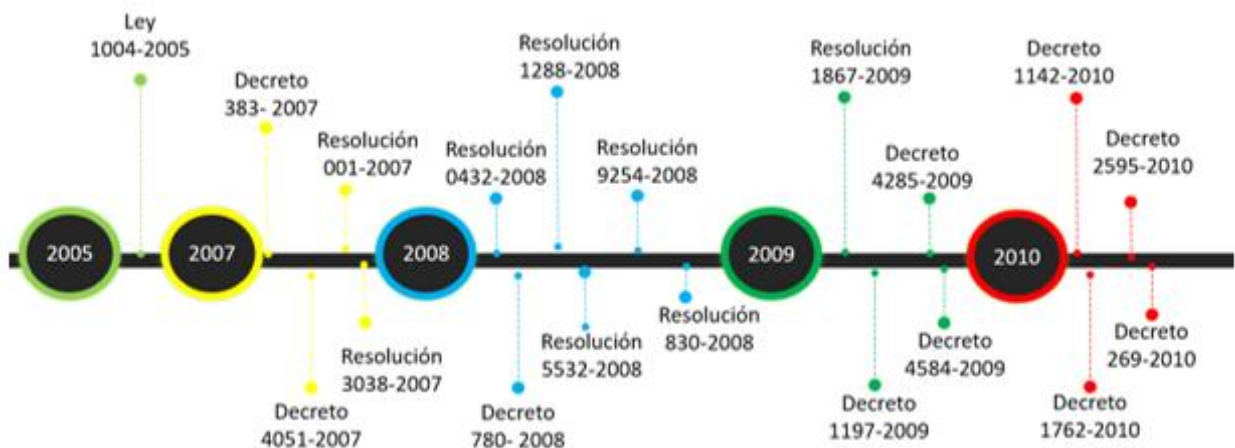 Ley
1004-2005
Decreto
383- 2007
Resolución
001-2007
Resolución
0432-2008
Resolución
1288-2008
Resolución
9254-2008
Resolución
1867-2009
Decreto
4285-2009
Decreto
1142-2010
Decreto
2595-2010
2005
2007
2008
2009
2010
Decreto
4051-2007
Resolución
3038-2007
Decreto
780- 2008
Resolución
5532-2008
Resolución
830-2008
Decreto
1197-2009
Decreto
4584-2009
Decreto
1762-2010
Decreto
269-2010